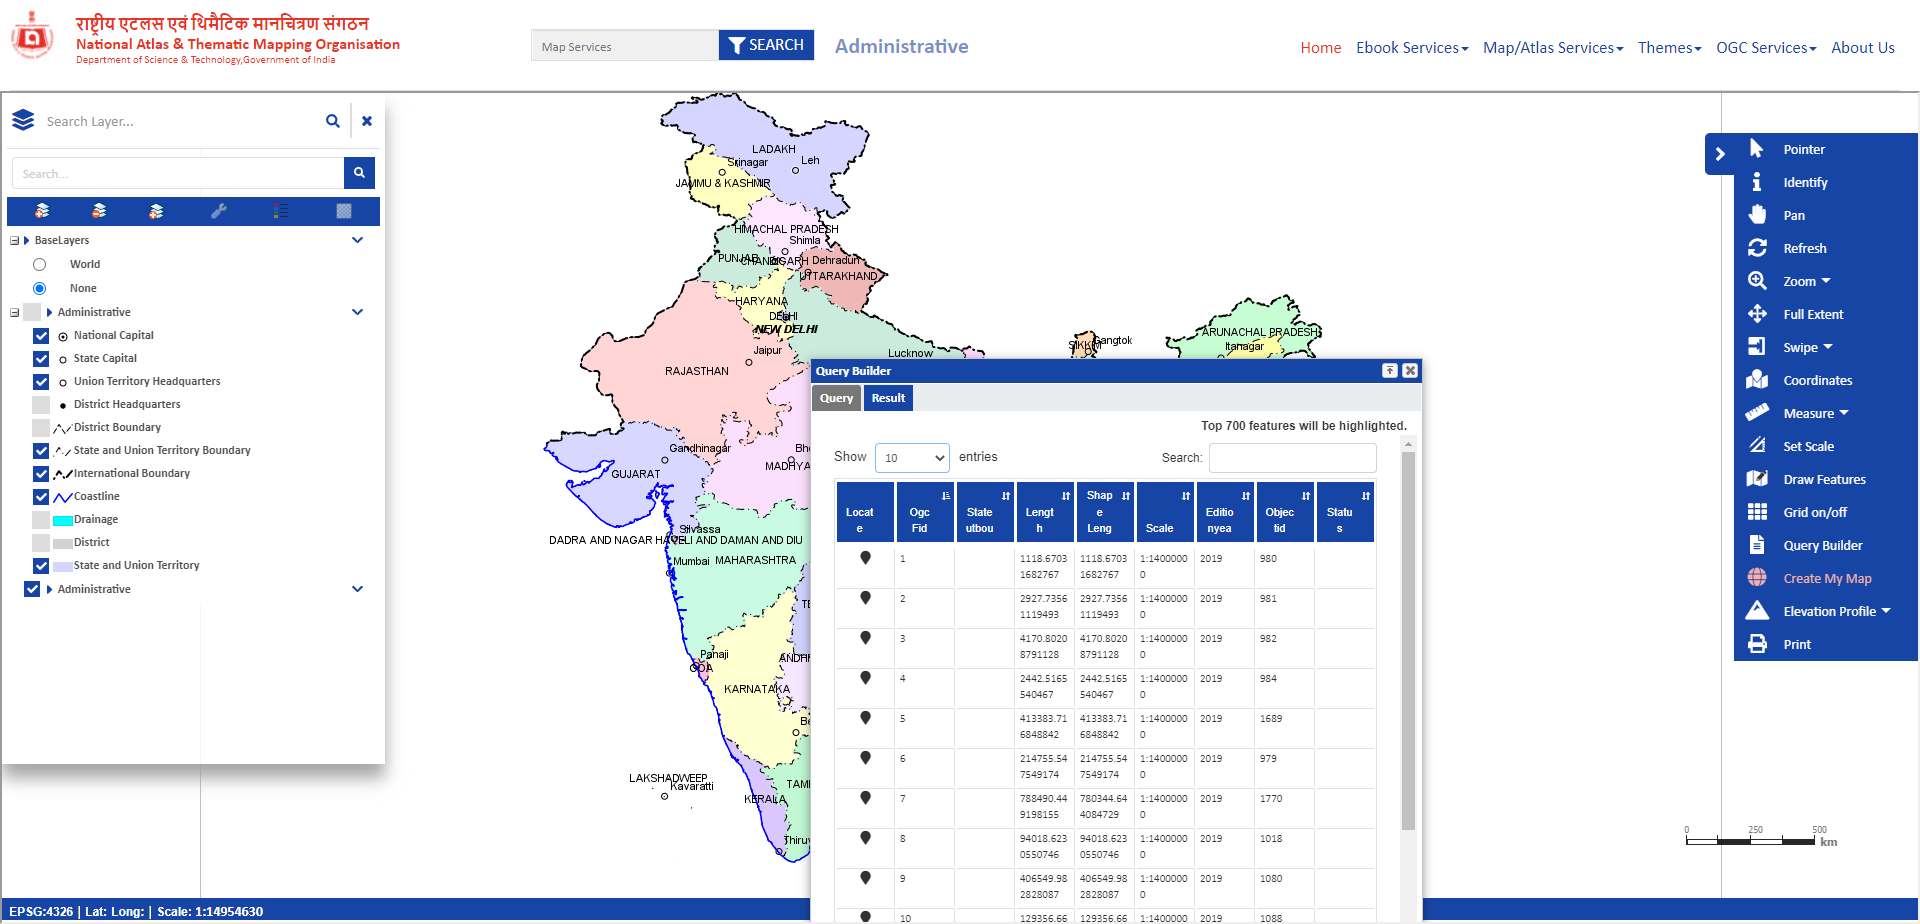 राष्ट्रीय एटलस एवं थिमैटिक मानचित्रण संगठन
National Atlas & Thematic Mapping Organisation
Department of Science & Technology,Government of India
Map Services
SEARCH
Administrative
Home
Ebook Services
Map/Atlas Services
Themes
OGC Services
About Us
Search Layer...
Search...
BaseLayers
World
None
Administrative
National Capital
State Capital
Union Territory Headquarters
District Headquarters
District Boundary
State and Union Territory Boundary
International Boundary
Coastline
Drainage
District
State and Union Territory
Administrative
LADAKH
Srinagar
Leh
JAMMU & KASHMIR
HIMACHAL PRADESH
Shimla
PUNJAB
Dehradun
UTTARAKHAND
HARYANA
DELHI
NEW DELHI
Jaipur
RAJASTHAN
Lucknow
SIKKIM
Gangtok
ARUNACHAL PRADESH
Itanagar
Gandhinagar
GUJARAT
Silvassa
DADRA AND NAGAR HAVELI AND DAMAN AND DIU
Mumbai
MAHARASHTRA
Panaji
GOA
KARNATAKA
LAKSHADWEEP
Kavaratti
KERALA
Query Builder
Query
Result
Top 700 features will be highlighted.
Show 10 entries
Search:
Locat
e
Ogc
Fid
State
utbou
Lengt
h
Shap
e
Leng
Scale
Editio
nyea
Objec
tid
Statu
s
1 1118.6703 1118.6703 1:1400000 2019 980
1682767 1682767 0
2 2927.7356 2927.7356 1:1400000 2019 981
1119493 1119493 0
3 4170.8020 4170.8020 1:1400000 2019 982
8791128 8791128 0
4 2442.5165 2442.5165 1:1400000 2019 984
540467 540467 0
5 413383.71 413383.71 1:1400000 2019 1689
6848842 6848842 0
6 214755.54 214755.54 1:1400000 2019 979
7549174 7549174 0
7 788490.44 780344.64 1:1400000 2019 1770
9198155 4084729 0
8 94018.623 94018.623 1:1400000 2019 1018
0550746 0550746 0
9 406549.98 406549.98 1:1400000 2019 1080
2828087 2828087 0
10 129356.66 129356.66 1:1400000 2019 1088
Pointer
Identify
Pan
Refresh
Zoom
Full Extent
Swipe
Coordinates
Measure
Set Scale
Draw Features
Grid on/off
Query Builder
Create My Map
Elevation Profile
Print
0 250 500
km
EPSG:4326 | Lat: Long: | Scale: 1:14954630